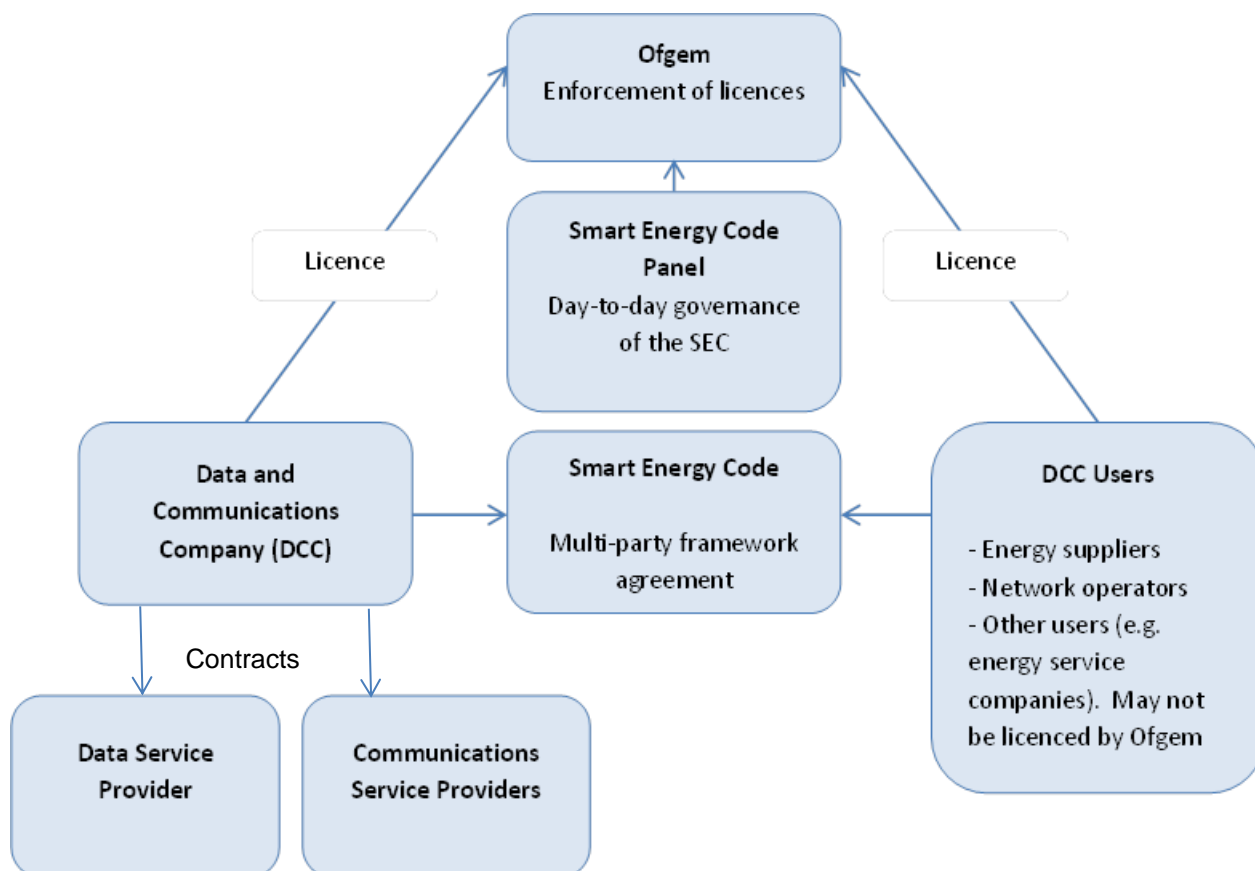 Ofgem
Enforcement of licences
Smart Energy Code
Panel
Day-to-day governance
of the SEC
Licence
Licence
Data and
Communications
Company (DCC)
Smart Energy Code
Multi-party framework
agreement
DCC Users
- Energy suppliers
- Network operators
- Other users (e.g.
energy service
companies).  May not
be licenced by Ofgem
Contracts
Data Service
Provider
Communications
Service Providers